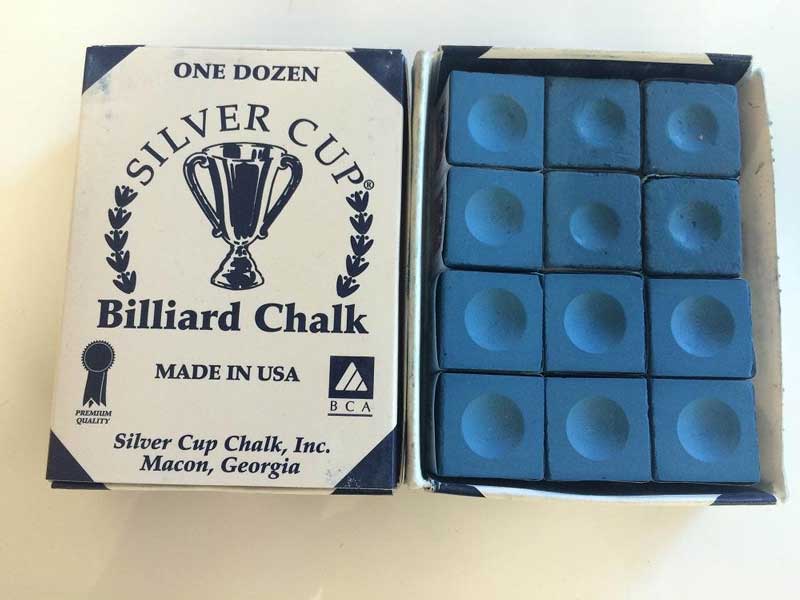 ONE DOZEN
SILVER CUP®
Billiard Chalk
MADE IN USA
PREMIUM
QUALITY
BCA
Silver Cup Chalk, Inc.
Macon, Georgia